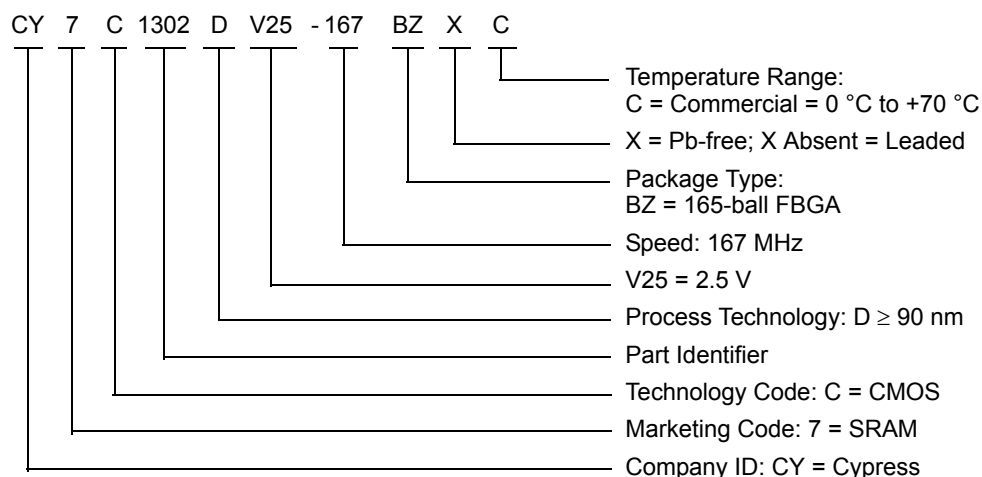 CY 7 C 1302 D V25 - 167 BZ X C
Temperature Range:
C = Commercial = 0 °C to +70 °C
X = Pb-free; X Absent = Leaded
Package Type:
BZ = 165-ball FBGA
Speed: 167 MHz
V25 = 2.5 V
Process Technology: D ≥ 90 nm
Part Identifier
Technology Code: C = CMOS
Marketing Code: 7 = SRAM
Company ID: CY = Cypress